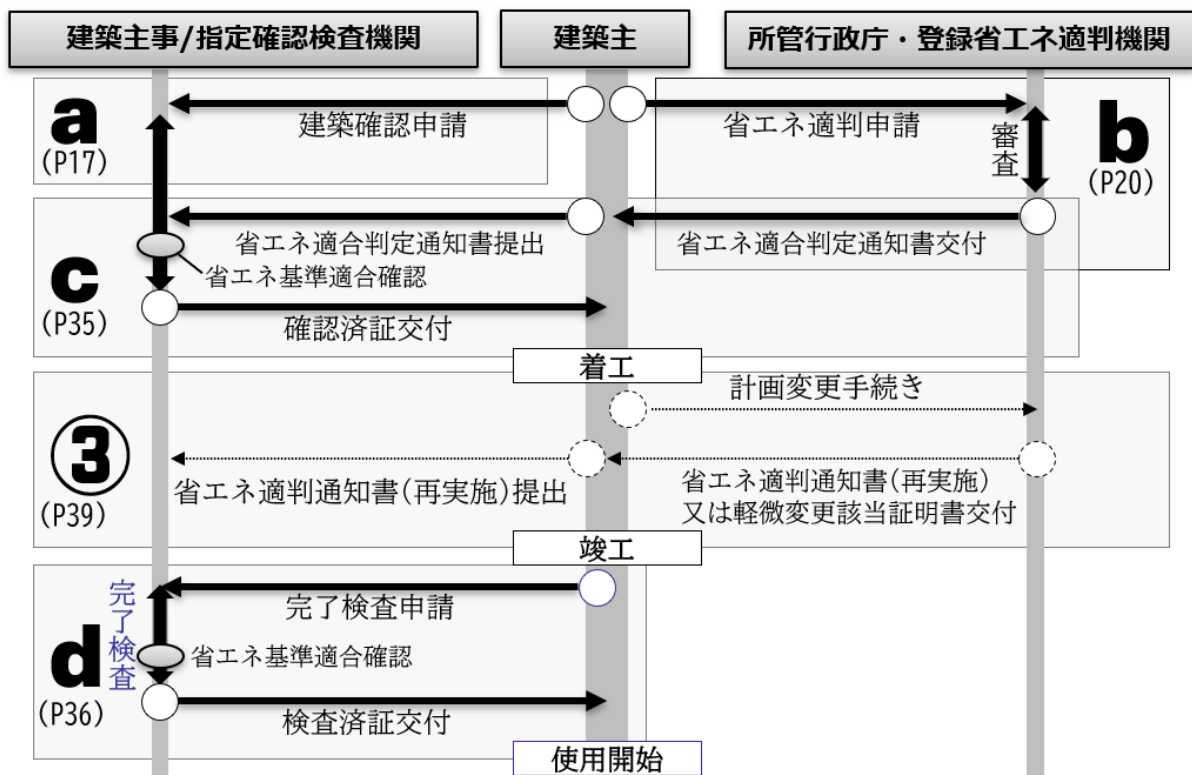 建築主事/指定確認検査機関
建築主
所管行政庁・登録省エネ適判機関
a
(P17)
建築確認申請
省エネ適判申請
審査
b
(P20)
省エネ適合判定通知書提出
省エネ適合判定通知書交付
省エネ基準適合確認
c
(P35)
確認済証交付
着工
計画変更手続き
③
(P39)
省エネ適判通知書(再実施)提出
省エネ適判通知書(再実施)
又は軽微変更該当証明書交付
竣工
完了検査
完了検査申請
d
(P36)
省エネ基準適合確認
検査済証交付
使用開始